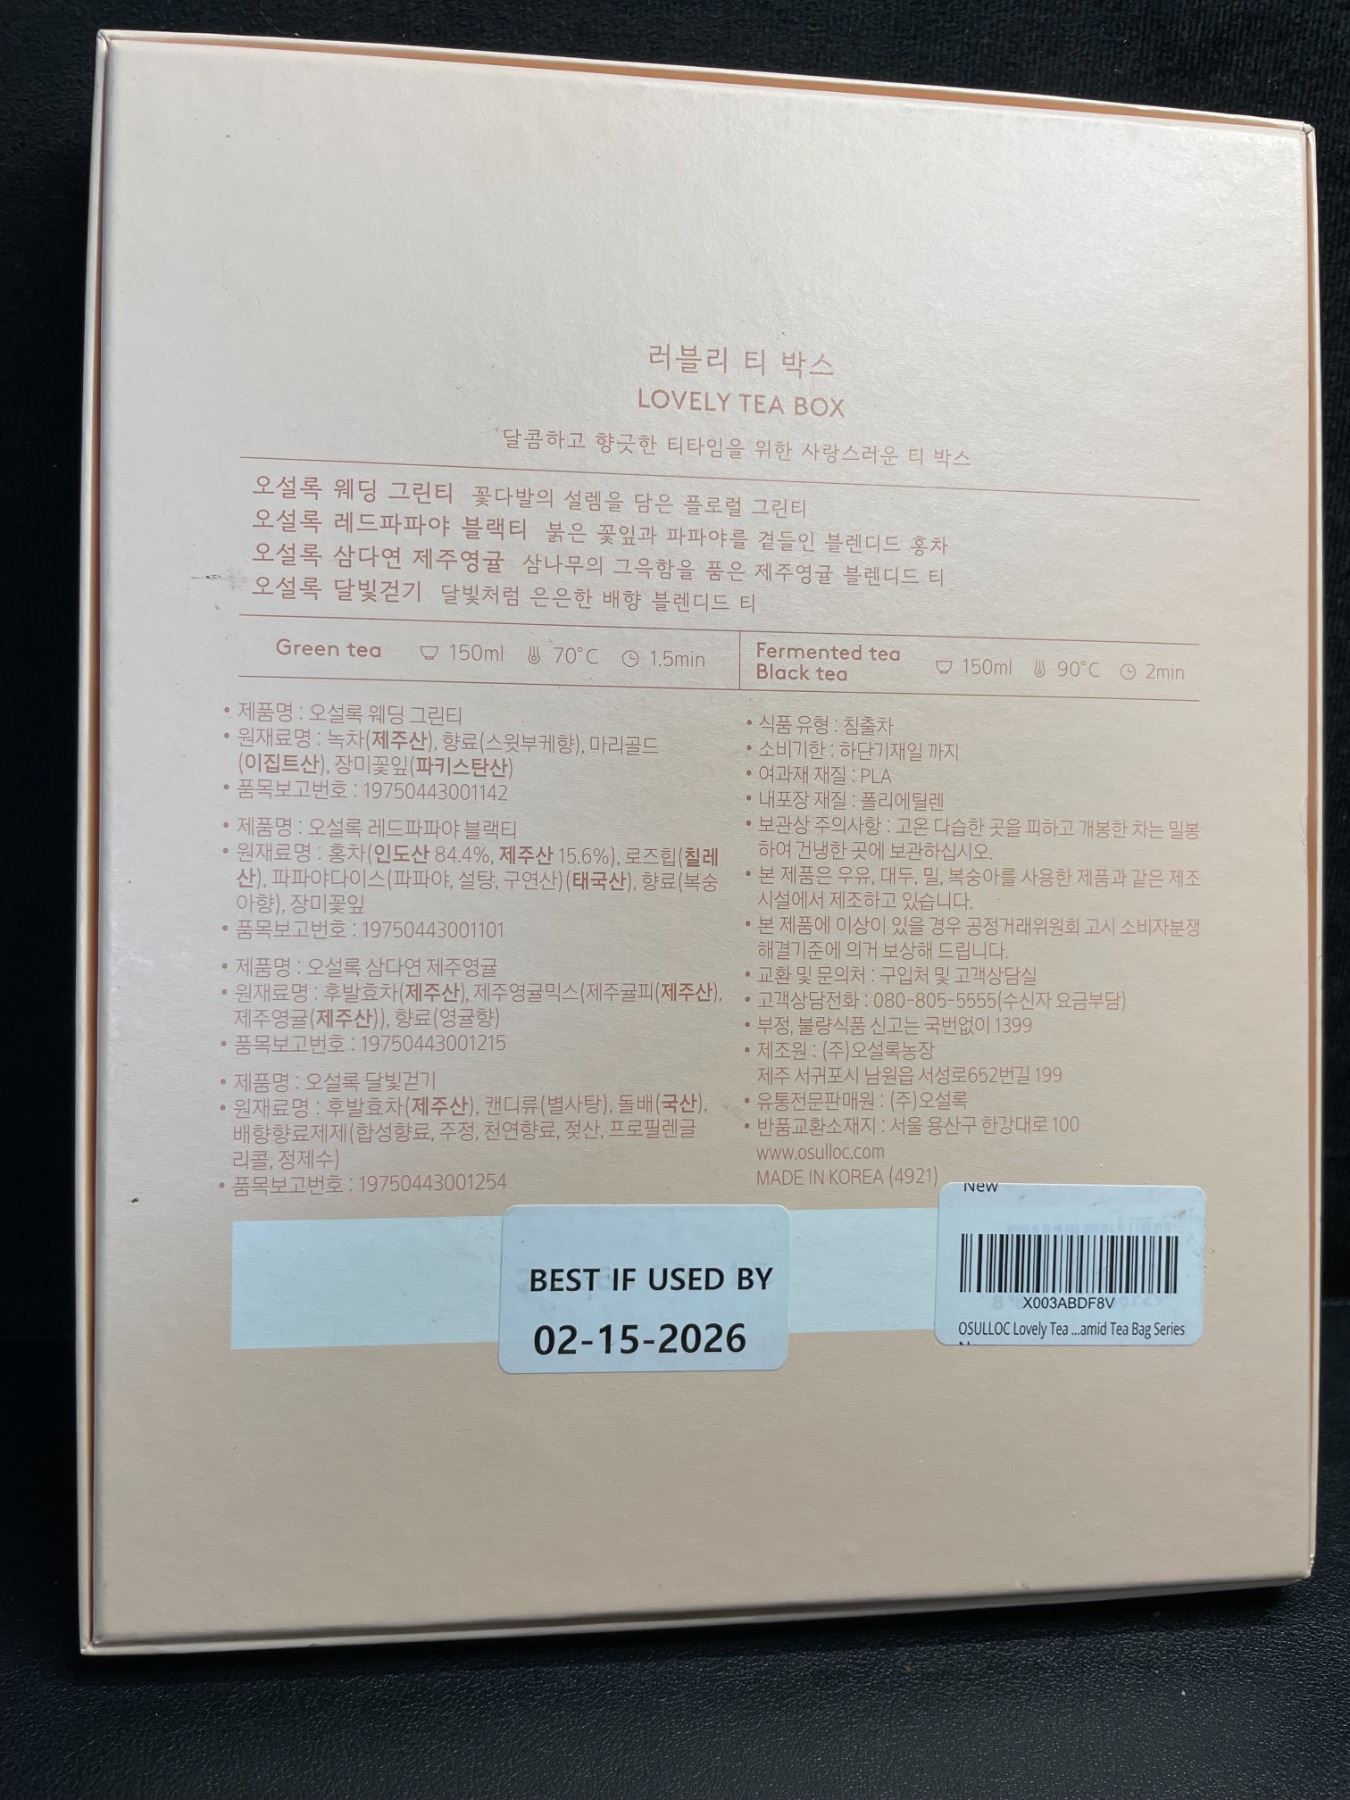 러블리 티 박스
LOVELY TEA BOX
달콤하고 향긋한 티타임을 위한 사랑스러운 티 박스
오설록 웨딩 그린티 꽃다발의 설렘을 담은 플로럴 그린티
오설록 레드파파야 블랙티 붉은 꽃잎과 파파야를 곁들인 블렌디드 홍차
오설록 삼다연 제주영귤 삼나무의 그윽함을 품은 제주영귤 블렌디드 티
오설록 달빛걷기 달빛처럼 은은한 배향 블렌디드 티
Green tea 150ml 70°C 1.5min
Fermented tea
Black tea 150ml 90°C 2min
• 제품명 : 오설록 웨딩 그린티
• 원재료명 : 녹차(제주산), 향료(스윗부케향), 마리골드
(이집트산), 장미꽃잎(파키스탄산)
• 품목보고번호 : 19750443001142
• 제품명 : 오설록 레드파파야 블랙티
• 원재료명 : 홍차(인도산 84.4%, 제주산 15.6%), 로즈힙(칠레
산), 파파야다이스(파파야, 설탕, 구연산)(태국산), 향료(복숭
아향), 장미꽃잎
• 품목보고번호 : 19750443001101
• 제품명 : 오설록 삼다연 제주영귤
• 원재료명 : 후발효차(제주산), 제주영귤믹스(제주귤피(제주산),
제주영귤(제주산)), 향료(영귤향)
• 품목보고번호 : 19750443001215
• 제품명 : 오설록 달빛걷기
• 원재료명 : 후발효차(제주산), 캔디류(별사탕), 돌배(국산),
배향향료제제(합성향료, 주정, 천연향료, 젖산, 프로필렌글
리콜, 정제수)
• 품목보고번호 : 19750443001254
• 식품 유형 : 침출차
• 소비기한 : 하단기재일 까지
• 여과재 재질 : PLA
• 내포장 재질 : 폴리에틸렌
• 보관상 주의사항 : 고온 다습한 곳을 피하고 개봉한 차는 밀봉
하여 건냉한 곳에 보관하십시오.
• 본 제품은 우유, 대두, 밀, 복숭아를 사용한 제품과 같은 제조
시설에서 제조하고 있습니다.
• 본 제품에 이상이 있을 경우 공정거래위원회 고시 소비자분쟁
해결기준에 의거 보상해 드립니다.
• 교환 및 문의처 : 구입처 및 고객상담실
• 고객상담전화 : 080-805-5555(수신자 요금부담)
• 부정, 불량식품 신고는 국번없이 1399
• 제조원 : (주)오설록농장
제주 서귀포시 남원읍 서성로652번길 199
• 유통전문판매원 : (주)오설록
• 반품교환소재지 : 서울 용산구 한강대로 100
www.osulloc.com
MADE IN KOREA (4921)
BEST IF USED BY
02-15-2026
New
X003ABDF8V
OSULLOC Lovely Tea ...amid Tea Bag Series